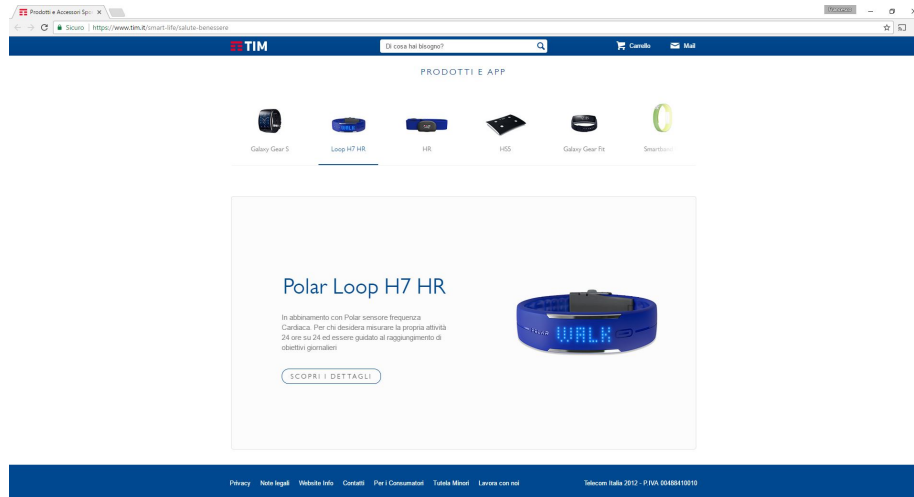 Prodotti e Accessori Spo
Sicuro | https://www.tim.it/smart-life/salute-benessere
TIM
Di cosa hai bisogno?
Carrello
Mail
PRODOTTI E APP
Galaxy Gear S
Loop H7 HR
HR
HSS
Galaxy Gear Fit
Smartband
Polar Loop H7 HR
In abbinamento con Polar sensore frequenza
Cardiaca. Per chi desidera misurare la propria attività
24 ore su 24 ed essere guidato al raggiungimento di
obiettivi giornalieri
SCOPRI I DETTAGLI
POLAR
WALK
Privacy Note legali Website Info Contatti Per i Consumatori Tutela Minori Lavora con noi
Telecom Italia 2012 - P.IVA 00488410010